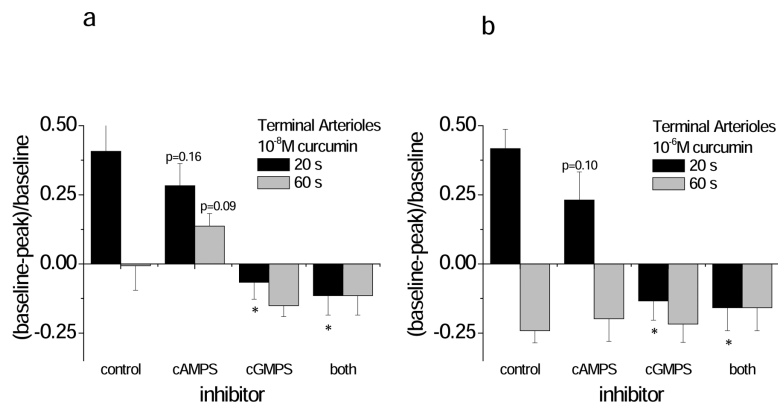 a
Terminal Arterioles
10⁻⁸M curcumin
20 s
60 s
p=0.16
p=0.09
0.50
0.25
0.00
-0.25
(baseline-peak)/baseline
*
*
control cAMPS cGMPS both
inhibitor
b
Terminal Arterioles
10⁻⁶M curcumin
20 s
60 s
p=0.10
0.50
0.25
0.00
-0.25
(baseline-peak)/baseline
*
*
control cAMPS cGMPS both
inhibitor